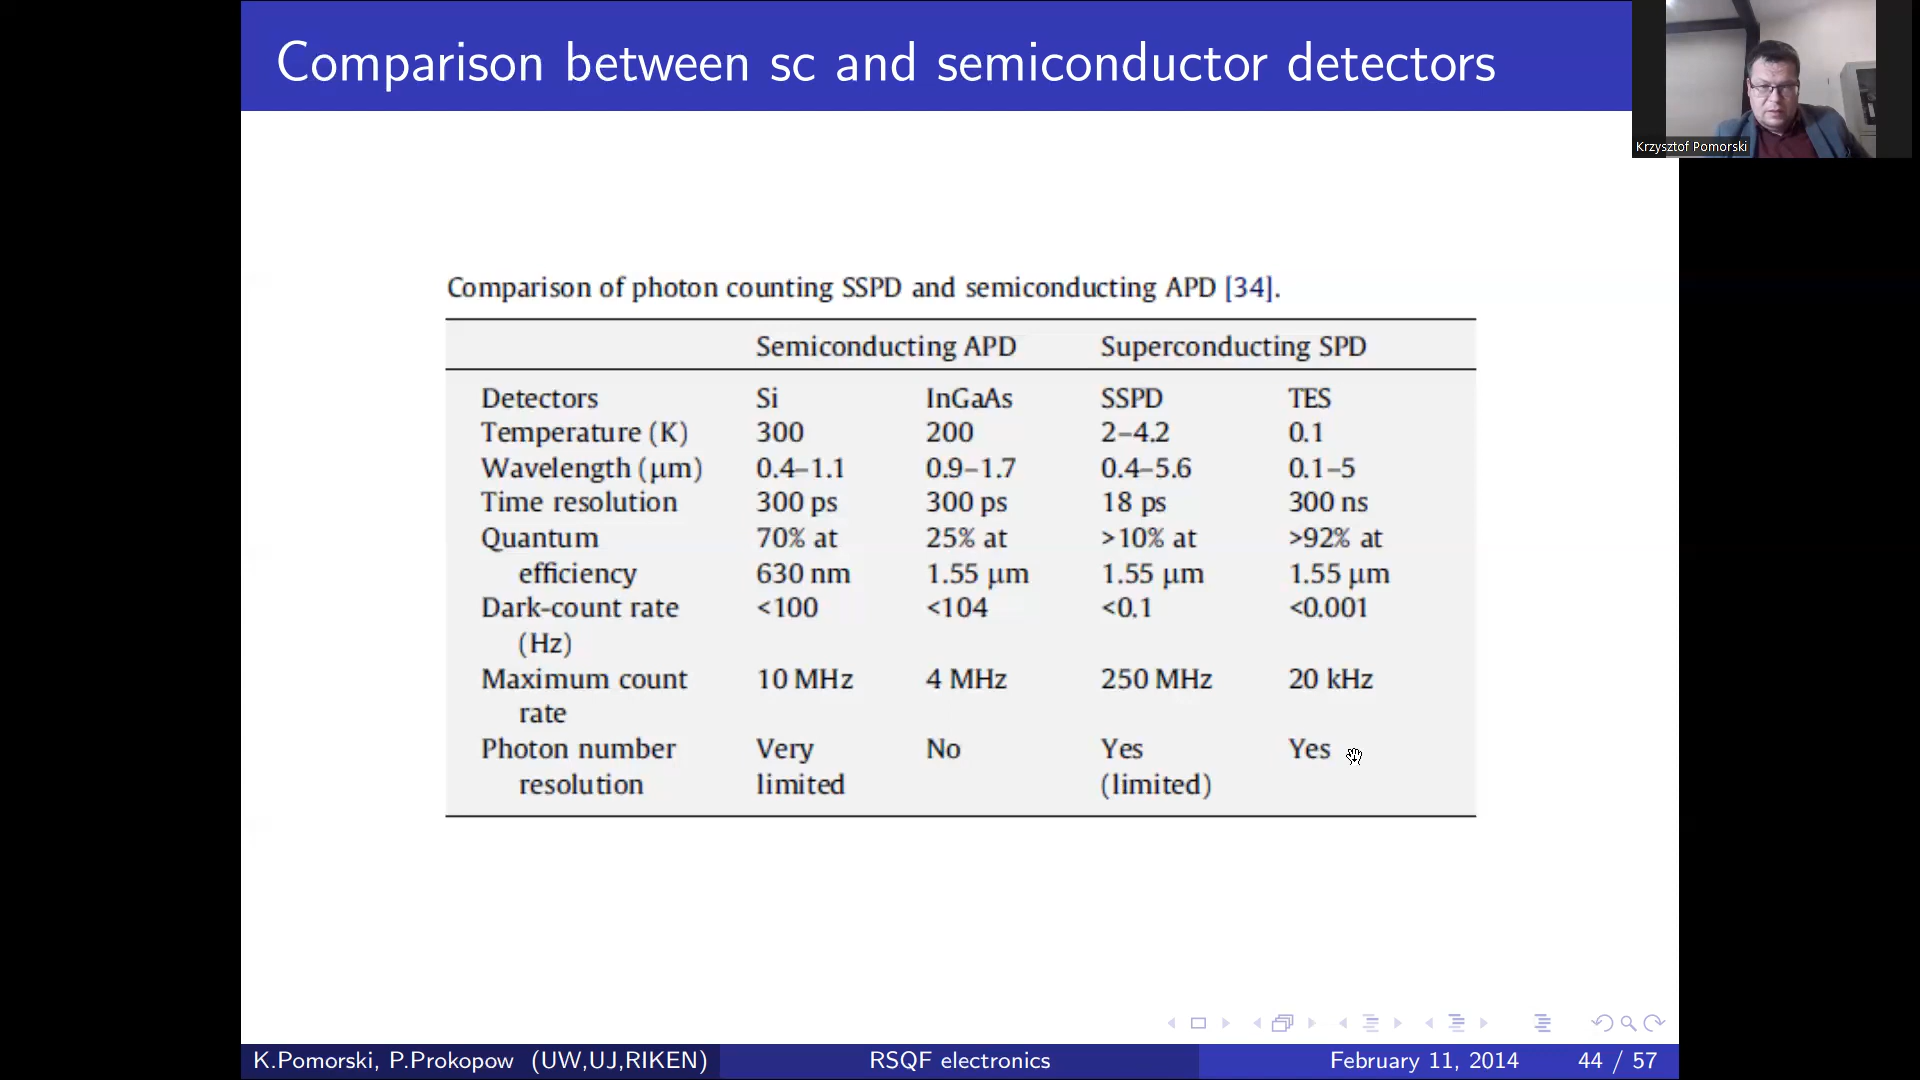 Comparison between sc and semiconductor detectors
Krzysztof Pomorski
Comparison of photon counting SSPD and semiconducting APD [34].
Semiconducting APD Superconducting SPD
Detectors Si InGaAs SSPD TES
Temperature (K) 300 200 2–4.2 0.1
Wavelength (μm) 0.4–1.1 0.9–1.7 0.4–5.6 0.1–5
Time resolution 300 ps 300 ps 18 ps 300 ns
Quantum 70% at 25% at >10% at >92% at
efficiency 630 nm 1.55 μm 1.55 μm 1.55 μm
Dark-count rate <100 <104 <0.1 <0.001
(Hz)
Maximum count 10 MHz 4 MHz 250 MHz 20 kHz
rate
Photon number Very No Yes Yes
resolution limited (limited)
K.Pomorski, P.Prokopow (UW,UJ,RIKEN) RSQF electronics February 11, 2014 44 / 57